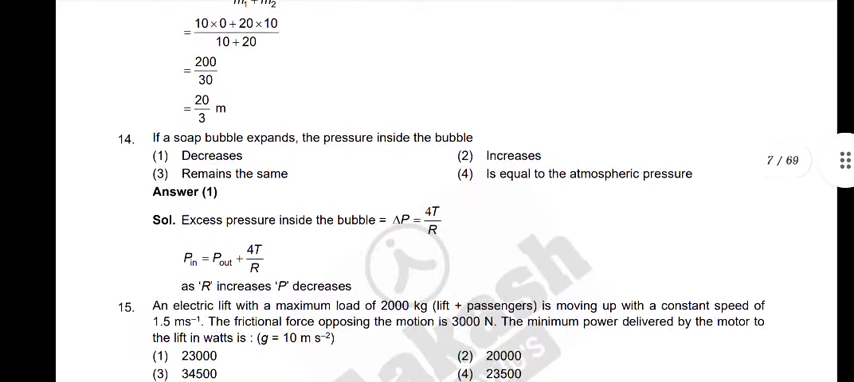 m₁ + m₂
= 10 × 0 + 20 × 10 / 10 + 20
= 200 / 30
= 20 / 3 m
14. If a soap bubble expands, the pressure inside the bubble
(1) Decreases (2) Increases
(3) Remains the same (4) Is equal to the atmospheric pressure
7 / 69
Answer (1)
Sol. Excess pressure inside the bubble = ΔP = 4T / R
P_in = P_out + 4T / R
as 'R' increases 'P' decreases
15. An electric lift with a maximum load of 2000 kg (lift + passengers) is moving up with a constant speed of
1.5 ms⁻¹. The frictional force opposing the motion is 3000 N. The minimum power delivered by the motor to
the lift in watts is : (g = 10 m s⁻²)
(1) 23000 (2) 20000
(3) 34500 (4) 23500